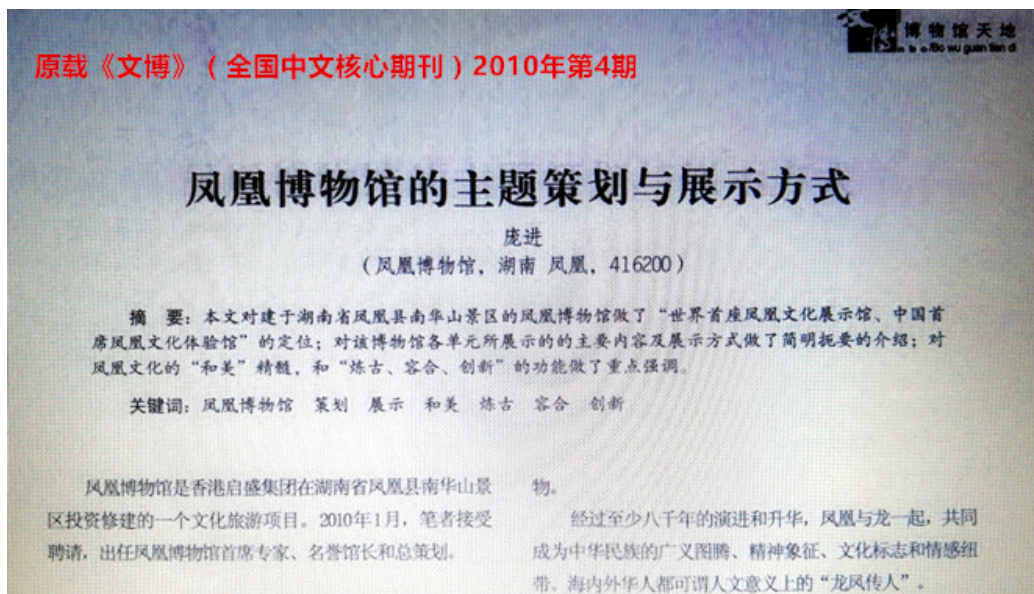 博物馆天地
Bo wu guan tian di
原载《文博》（全国中文核心期刊）2010年第4期
凤凰博物馆的主题策划与展示方式
庞进
（凤凰博物馆，湖南 凤凰，416200）
摘 要：本文对建于湖南省凤凰县南华山景区的凤凰博物馆做了“世界首座凤凰文化展示馆、中国首
席凤凰文化体验馆”的定位；对该博物馆各单元所展示的的主要内容及展示方式做了简明扼要的介绍；对
凤凰文化的“和美”精髓，和“炼古、容合、创新”的功能做了重点强调。
关键词：凤凰博物馆 策划 展示 和美 炼古 容合 创新
凤凰博物馆是香港启盛集团在湖南省凤凰县南华山景
区投资修建的一个文化旅游项目。2010年1月，笔者接受
聘请，出任凤凰博物馆首席专家、名誉馆长和总策划。
物。
经过至少八千年的演进和升华，凤凰与龙一起，共同
成为中华民族的广义图腾、精神象征、文化标志和情感纽
带。海内外华人都可谓人文意义上的“龙凤传人”。